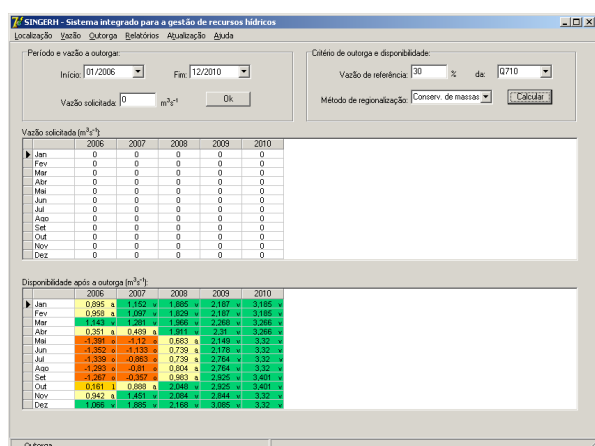 SINGERH - Sistema integrado para a gestão de recursos hídricos
Localização Vazão Outorga Relatórios Atualização Ajuda
Período e vazão a outorgar:
Início: 01/2006 Fim: 12/2010
Vazão solicitada: 0 m³s⁻¹ Ok
Critério de outorga e disponibilidade:
Vazão de referência: 30 % da: Q710
Método de regionalização: Conserv. de massas Calcular
Vazão solicitada (m³s⁻¹):
2006 2007 2008 2009 2010
Jan 0 0 0 0 0
Fev 0 0 0 0 0
Mar 0 0 0 0 0
Abr 0 0 0 0 0
Mai 0 0 0 0 0
Jun 0 0 0 0 0
Jul 0 0 0 0 0
Ago 0 0 0 0 0
Set 0 0 0 0 0
Out 0 0 0 0 0
Nov 0 0 0 0 0
Dez 0 0 0 0 0
Disponibilidade após a outorga (m³s⁻¹):
2006 2007 2008 2009 2010
Jan 0,895 a 1,152 v 1,885 v 2,187 v 3,185 v
Fev 0,958 a 1,097 v 1,829 v 2,187 v 3,185 v
Mar 1,143 v 1,281 v 1,966 v 2,268 v 3,266 v
Abr 0,351 a 0,489 a 1,911 v 2,31 v 3,266 v
Mai -1,391 o -1,12 o 0,683 a 2,149 v 3,32 v
Jun -1,352 o -1,133 o 0,739 a 2,178 v 3,32 v
Jul -1,339 o -0,863 o 0,739 a 2,764 v 3,32 v
Ago -1,293 o -0,81 o 0,804 a 2,764 v 3,32 v
Set -1,267 o -0,357 o 0,983 a 2,925 v 3,401 v
Out 0,161 l 0,888 a 2,048 v 2,925 v 3,401 v
Nov 0,942 a 1,451 v 2,084 v 2,844 v 3,32 v
Dez 1,066 v 1,885 v 2,168 v 3,085 v 3,32 v
Outorga